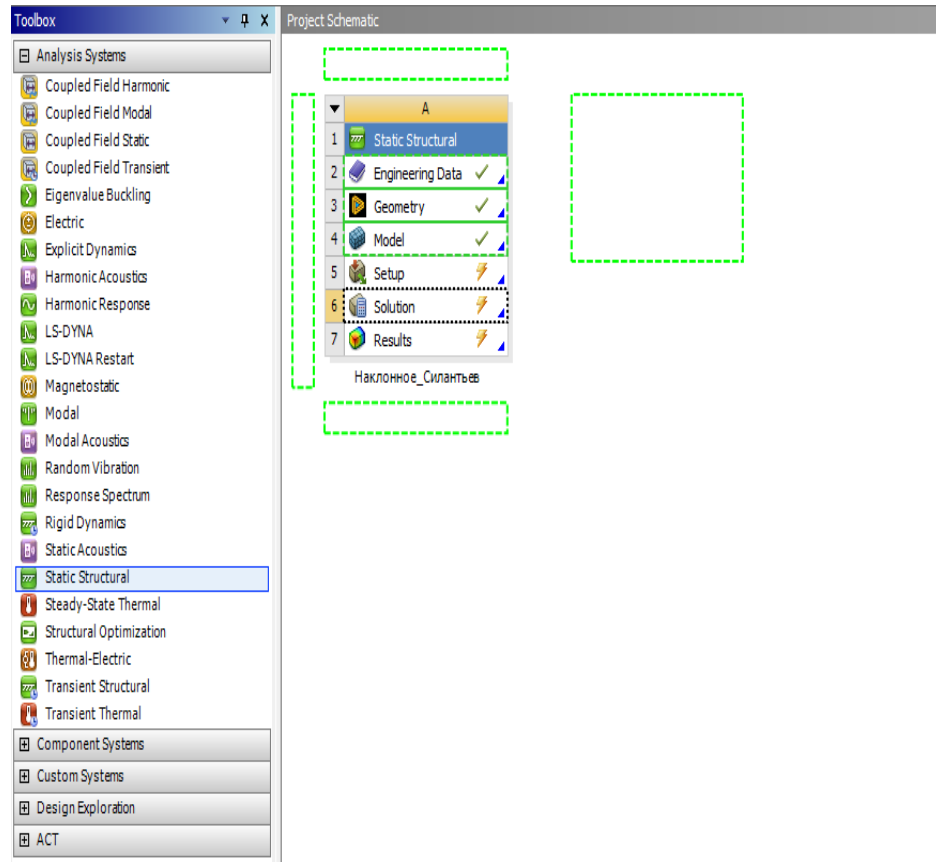 Toolbox
Analysis Systems
Coupled Field Harmonic
Coupled Field Modal
Coupled Field Static
Coupled Field Transient
Eigenvalue Buckling
Electric
Explicit Dynamics
Harmonic Acoustics
Harmonic Response
LS-DYNA
LS-DYNA Restart
Magnetostatic
Modal
Modal Acoustics
Random Vibration
Response Spectrum
Rigid Dynamics
Static Acoustics
Static Structural
Steady-State Thermal
Structural Optimization
Thermal-Electric
Transient Structural
Transient Thermal
Component Systems
Custom Systems
Design Exploration
ACT
Project Schematic
A
1 Static Structural
2 Engineering Data
3 Geometry
4 Model
5 Setup
6 Solution
7 Results
Наклонное_Силантьев